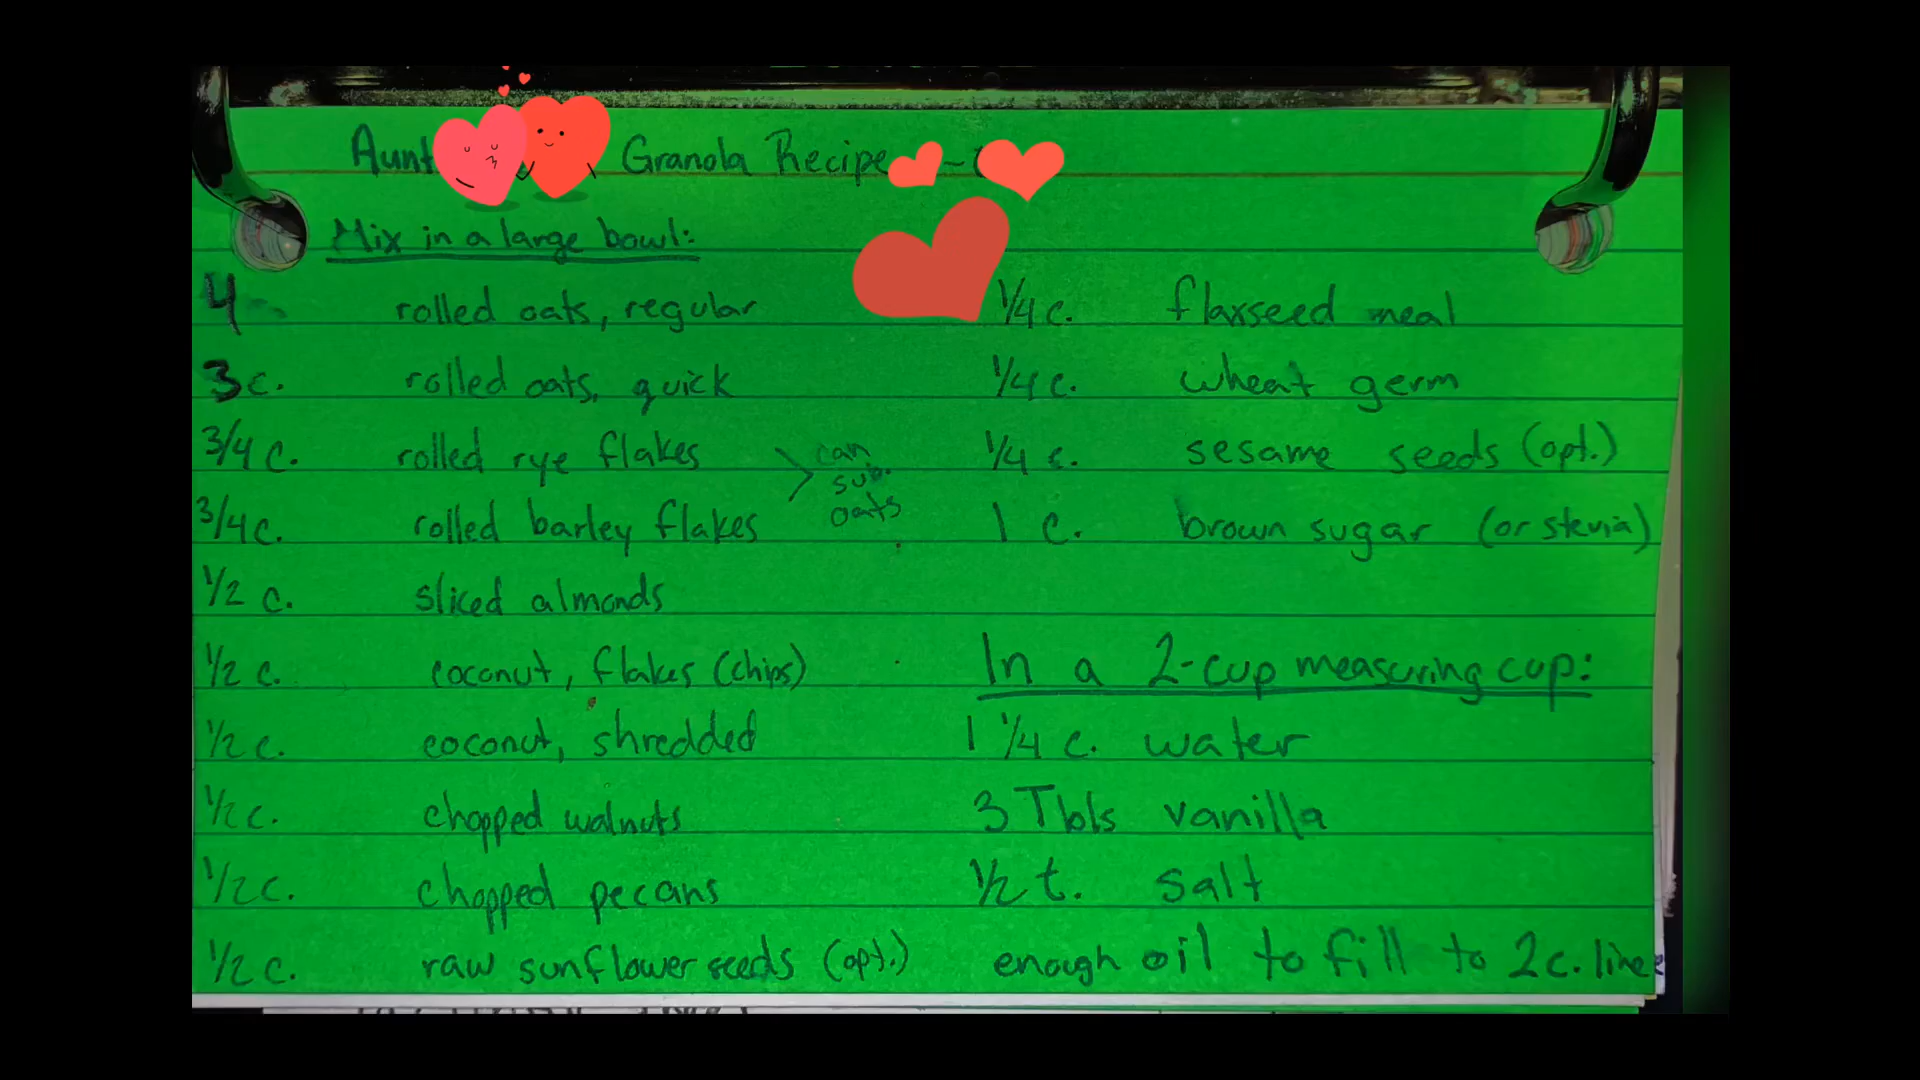 Aunt Granola Recipe -
Mix in a large bowl:
4 rolled oats, regular
3 c. rolled oats, quick
3/4 c. rolled rye flakes
3/4 c. rolled barley flakes
> can
sub.
oats
1/2 c. sliced almonds
1/2 c. coconut, flakes (chips)
1/2 c. coconut, shredded
1/2 c. chopped walnuts
1/2 c. chopped pecans
1/2 c. raw sunflower seeds (opt.)
1/4 c. flaxseed meal
1/4 c. wheat germ
1/4 c. sesame seeds (opt.)
1 c. brown sugar (or stevia)
In a 2-cup measuring cup:
1 1/4 c. water
3 Tbls vanilla
1/2 t. salt
enough oil to fill to 2 c. line